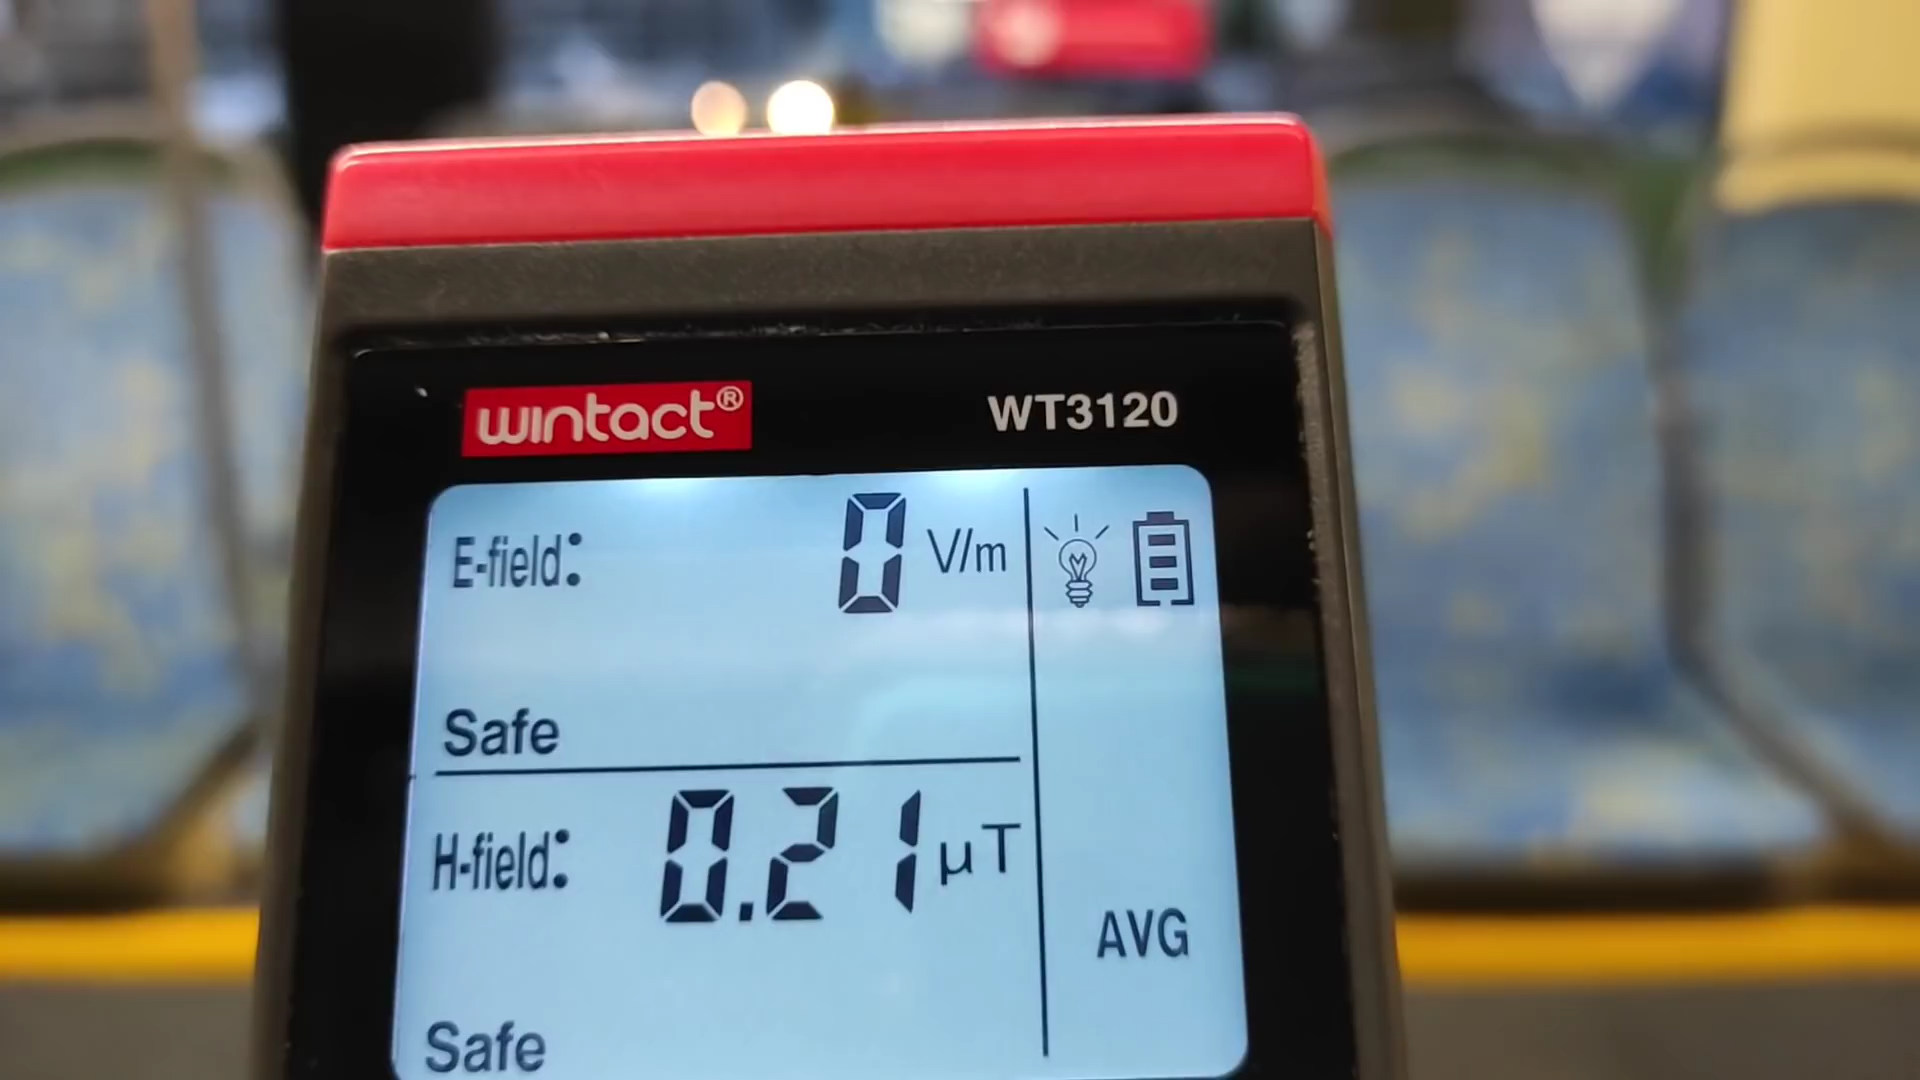 wintact®
WT3120
E-field: 0 V/m
Safe
H-field: 0.21 µT
AVG
Safe